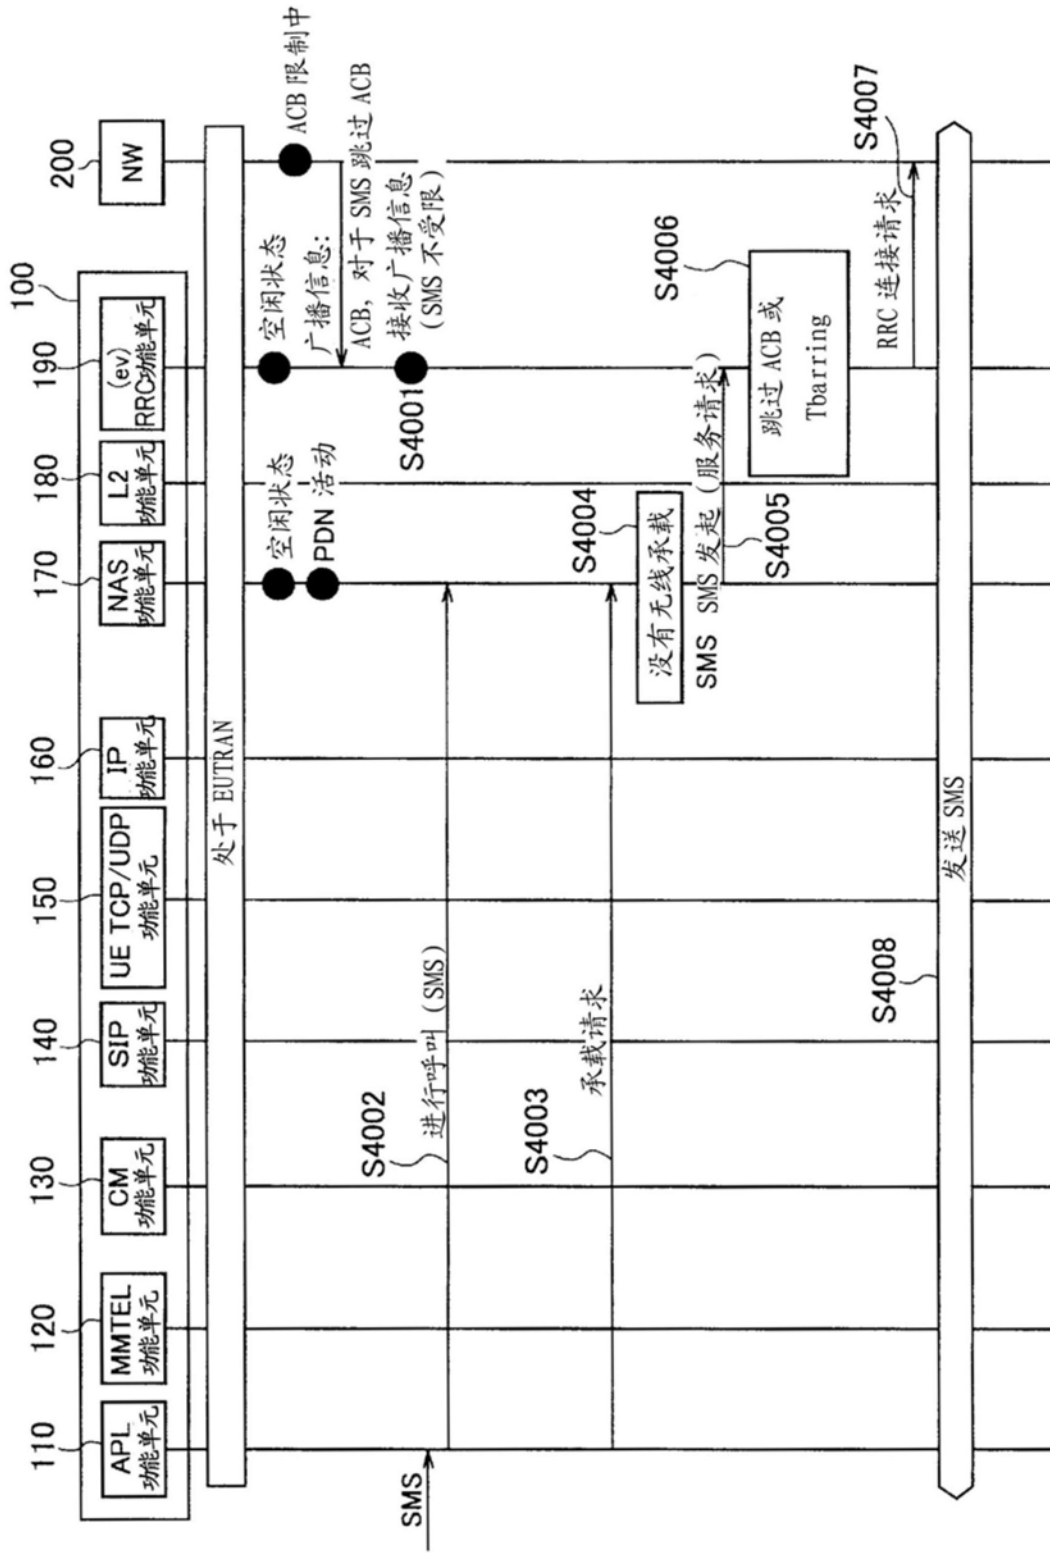 100
110
120
130
140
150
160
170
180
190
200
APL
功能单元
MMTEL
功能单元
CM
功能单元
SIP
功能单元
UE TCP/UDP
功能单元
IP
功能单元
NAS
功能单元
L2
功能单元
(ev)
RRC功能单元
NW
处于 EUTRAN
空闲状态
PDN 活动
空闲状态
ACB 限制中
广播信息:
ACB, 对于 SMS 跳过 ACB
S4001
接收广播信息
(SMS 不受限)
SMS
S4002
进行呼叫 (SMS)
S4003
承载请求
S4004
没有无线承载
SMS SMS 发起 (服务请求)
S4005
S4006
跳过 ACB 或
Tbarring
RRC 连接请求
S4007
S4008
发送 SMS